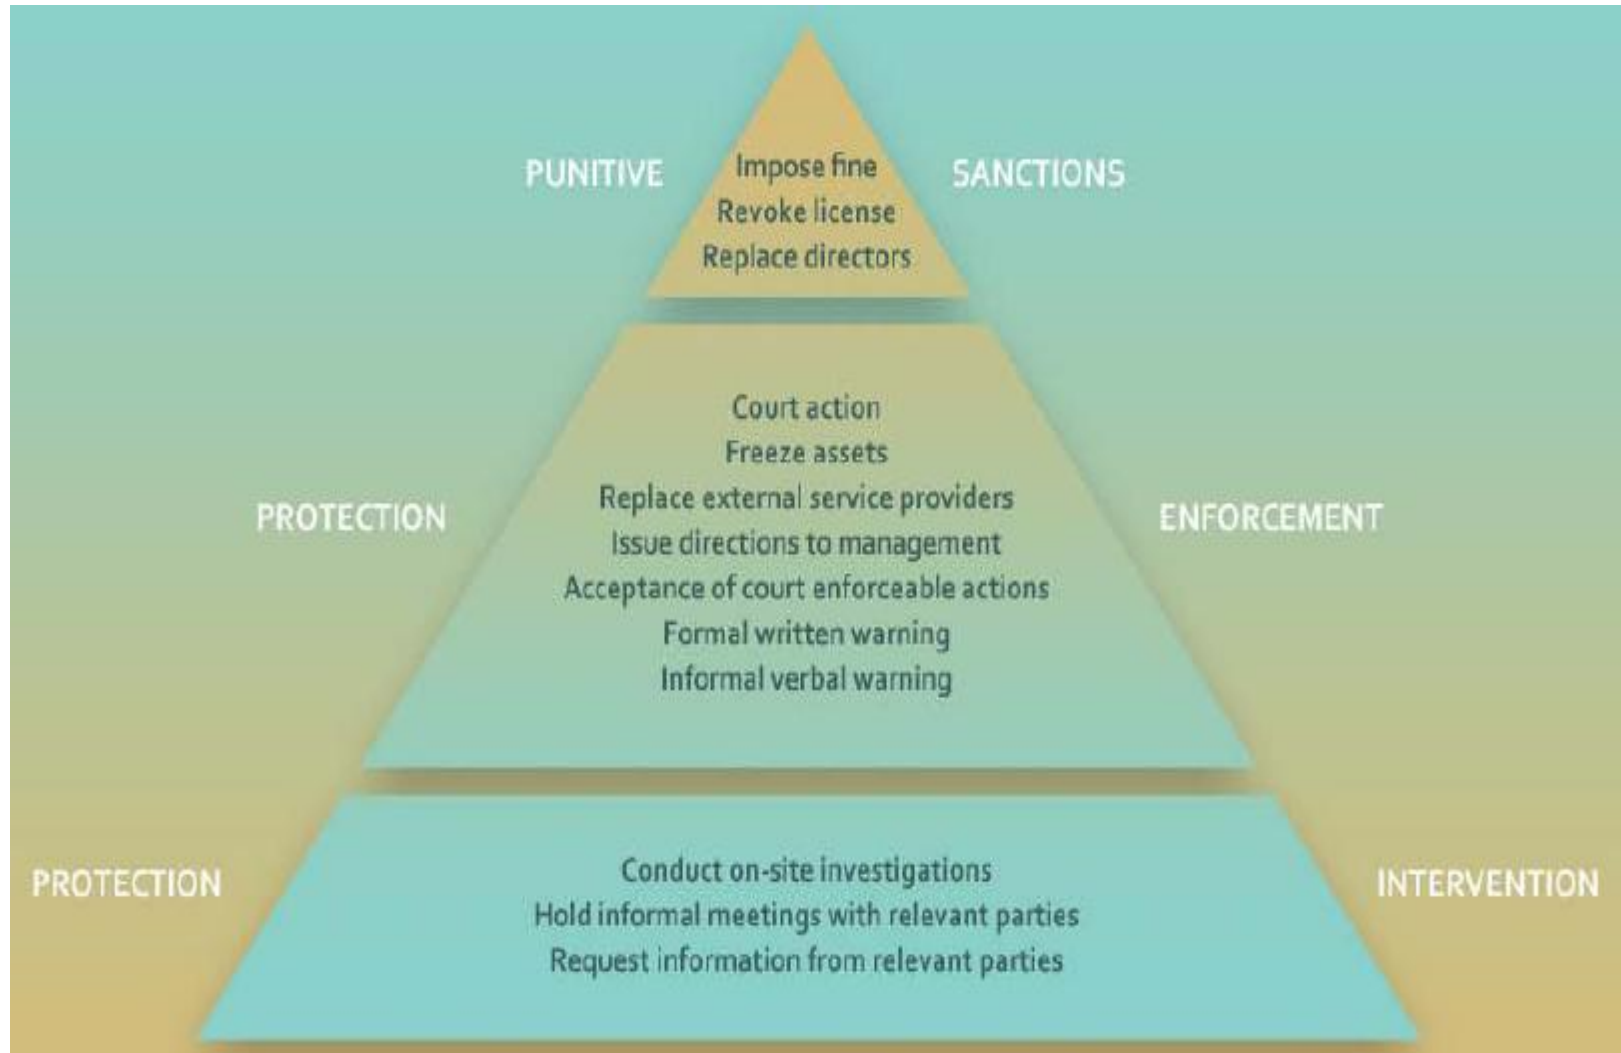 PUNITIVE
SANCTIONS
Impose fine
Revoke license
Replace directors
PROTECTION
ENFORCEMENT
Court action
Freeze assets
Replace external service providers
Issue directions to management
Acceptance of court enforceable actions
Formal written warning
Informal verbal warning
PROTECTION
INTERVENTION
Conduct on-site investigations
Hold informal meetings with relevant parties
Request information from relevant parties